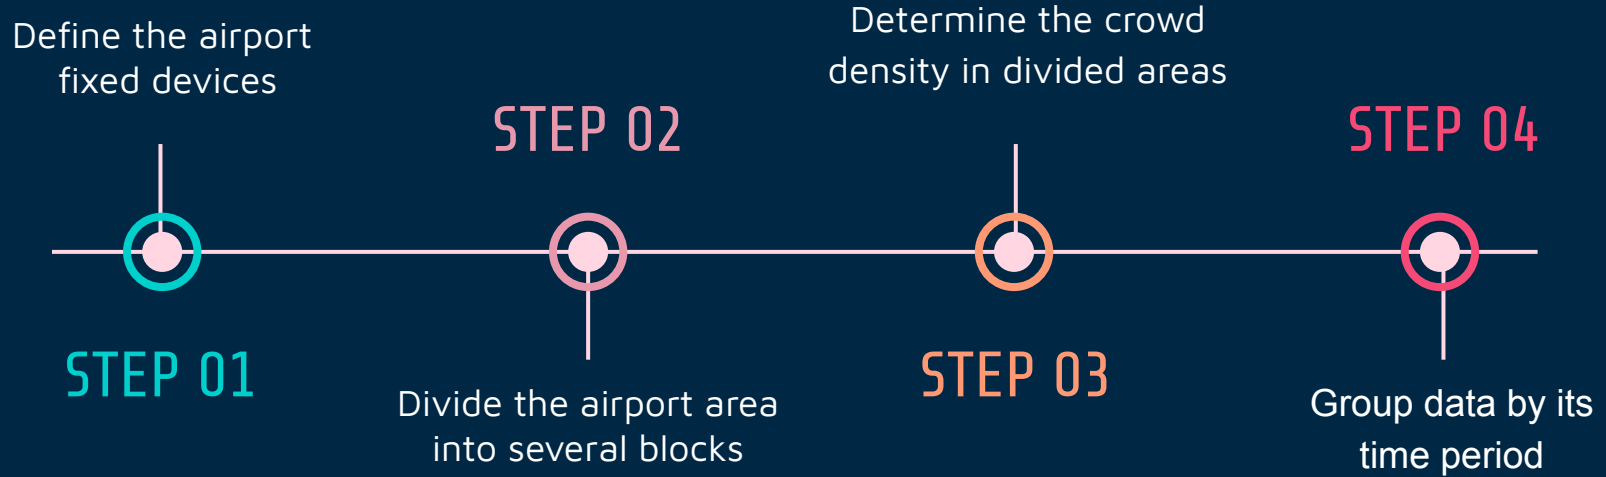 Define the airport
fixed devices
STEP 01
STEP 02
Divide the airport area
into several blocks
Determine the crowd
density in divided areas
STEP 03
STEP 04
Group data by its
time period